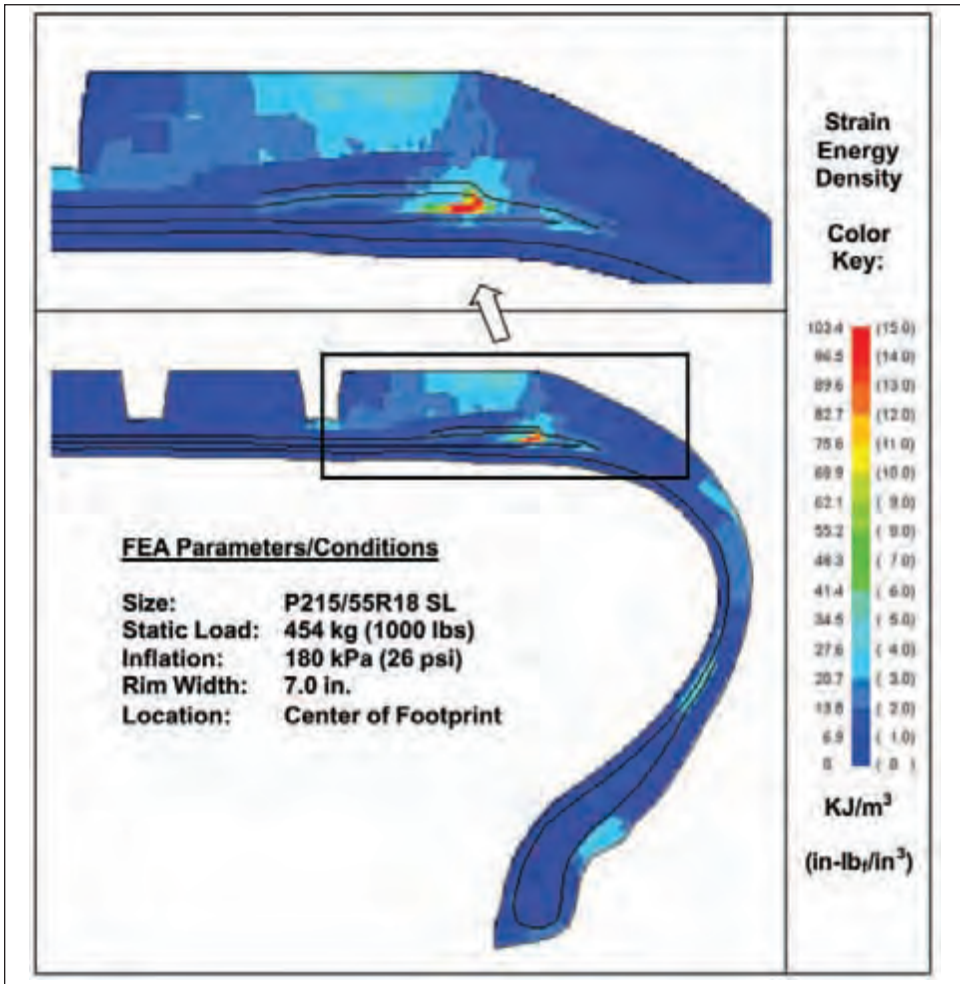 FEA Parameters/Conditions
Size: P215/55R18 SL
Static Load: 454 kg (1000 lbs)
Inflation: 180 kPa (26 psi)
Rim Width: 7.0 in.
Location: Center of Footprint
Strain
Energy
Density
Color
Key:
103.4 (15.0)
96.5 (14.0)
89.6 (13.0)
82.7 (12.0)
75.8 (11.0)
68.9 (10.0)
62.1 ( 9.0)
55.2 ( 8.0)
48.3 ( 7.0)
41.4 ( 6.0)
34.5 ( 5.0)
27.6 ( 4.0)
20.7 ( 3.0)
13.8 ( 2.0)
6.9 ( 1.0)
0 ( 0 )
KJ/m³
(in-lbf/in³)